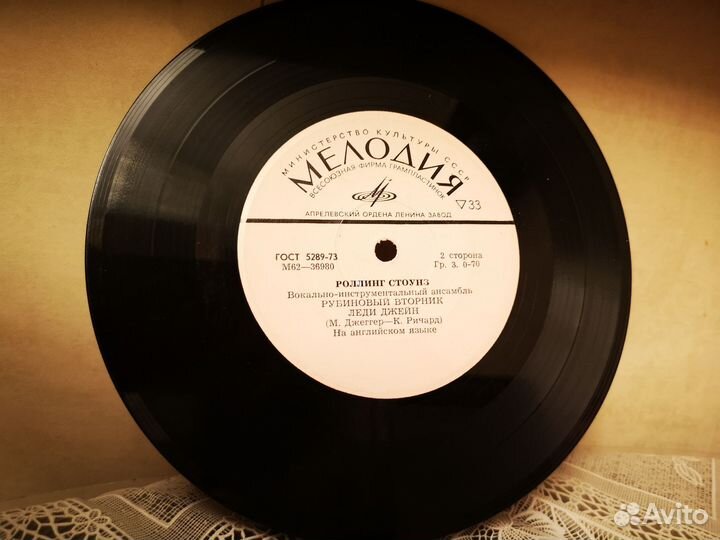 МИНИСТЕРСТВО КУЛЬТУРЫ СССР
МЕЛОДИЯ
ВСЕСОЮЗНАЯ ФИРМА ГРАМПЛАСТИНОК
▽33
АПРЕЛЕВСКИЙ ОРДЕНА ЛЕНИНА ЗАВОД
ГОСТ 5289-73
М62—36980
2 сторона
Гр. 3. 0-70
РОЛЛИНГ СТОУНЗ
Вокально-инструментальный ансамбль
РУБИНОВЫЙ ВТОРНИК
ЛЕДИ ДЖЕЙН
(М. Джеггер—К. Ричард)
На английском языке
Avito